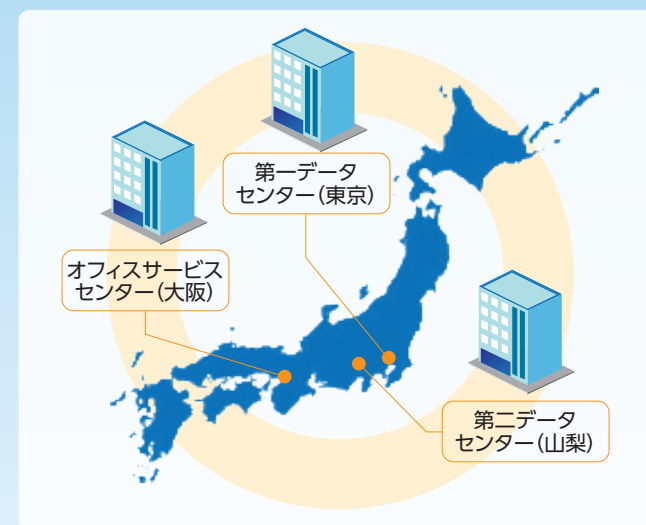 第一データ
センター(東京)
オフィスサービス
センター(大阪)
第二データ
センター(山梨)